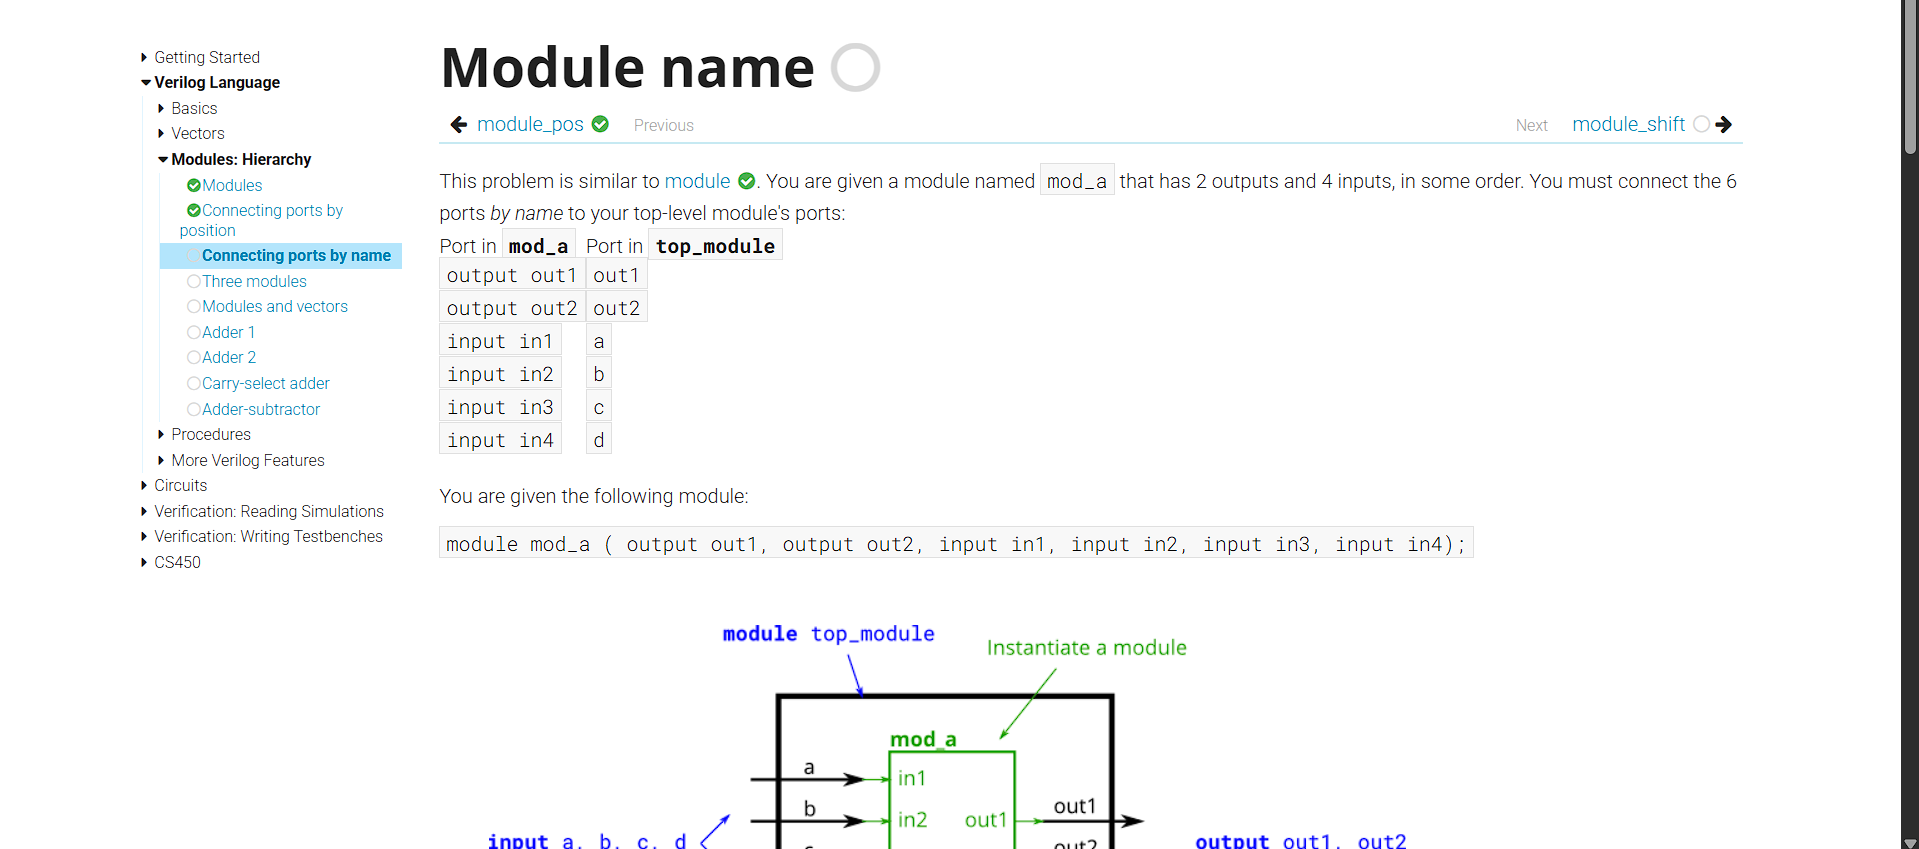 Getting Started
Verilog Language
Basics
Vectors
Modules: Hierarchy
Modules
Connecting ports by
position
Connecting ports by name
Three modules
Modules and vectors
Adder 1
Adder 2
Carry-select adder
Adder-subtractor
Procedures
More Verilog Features
Circuits
Verification: Reading Simulations
Verification: Writing Testbenches
CS450
Module name
module_pos Previous
Next module_shift
This problem is similar to module . You are given a module named mod_a that has 2 outputs and 4 inputs, in some order. You must connect the 6
ports by name to your top-level module's ports:
Port in mod_a Port in top_module
output out1 out1
output out2 out2
input in1 a
input in2 b
input in3 c
input in4 d
You are given the following module:
module mod_a ( output out1, output out2, input in1, input in2, input in3, input in4);
module top_module
Instantiate a module
mod_a
a in1
b in2 out1 out1
c out2
input a, b, c, d
output out1, out2